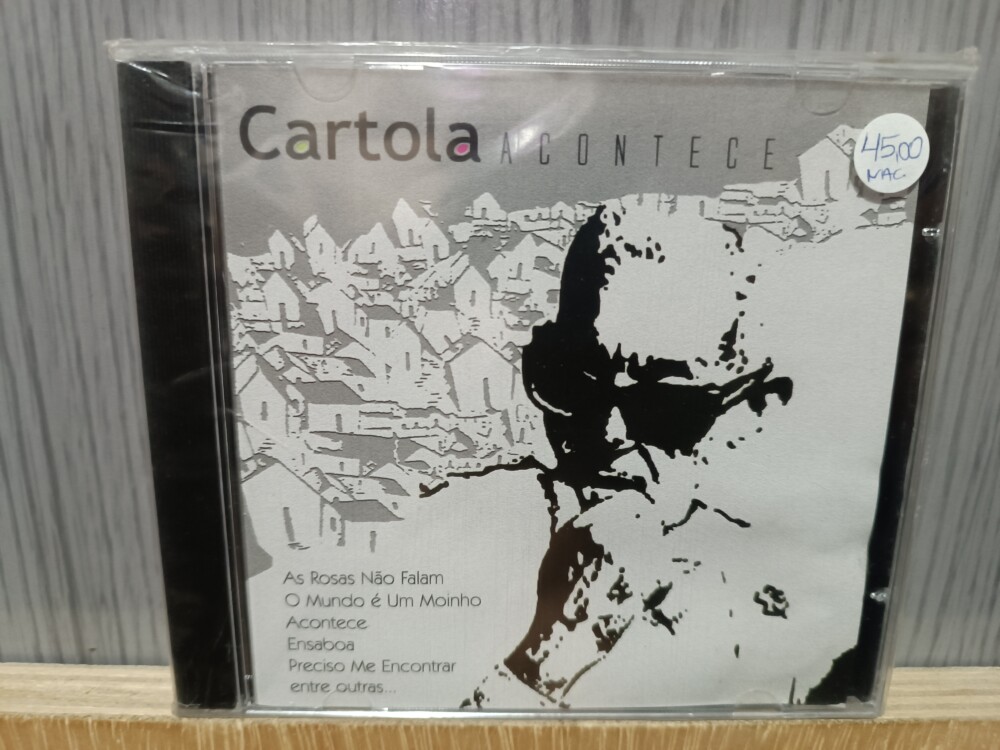 Cartola ACONTECE
45,00
NAC
As Rosas Não Falam
O Mundo é Um Moinho
Acontece
Ensaboa
Preciso Me Encontrar
entre outras...